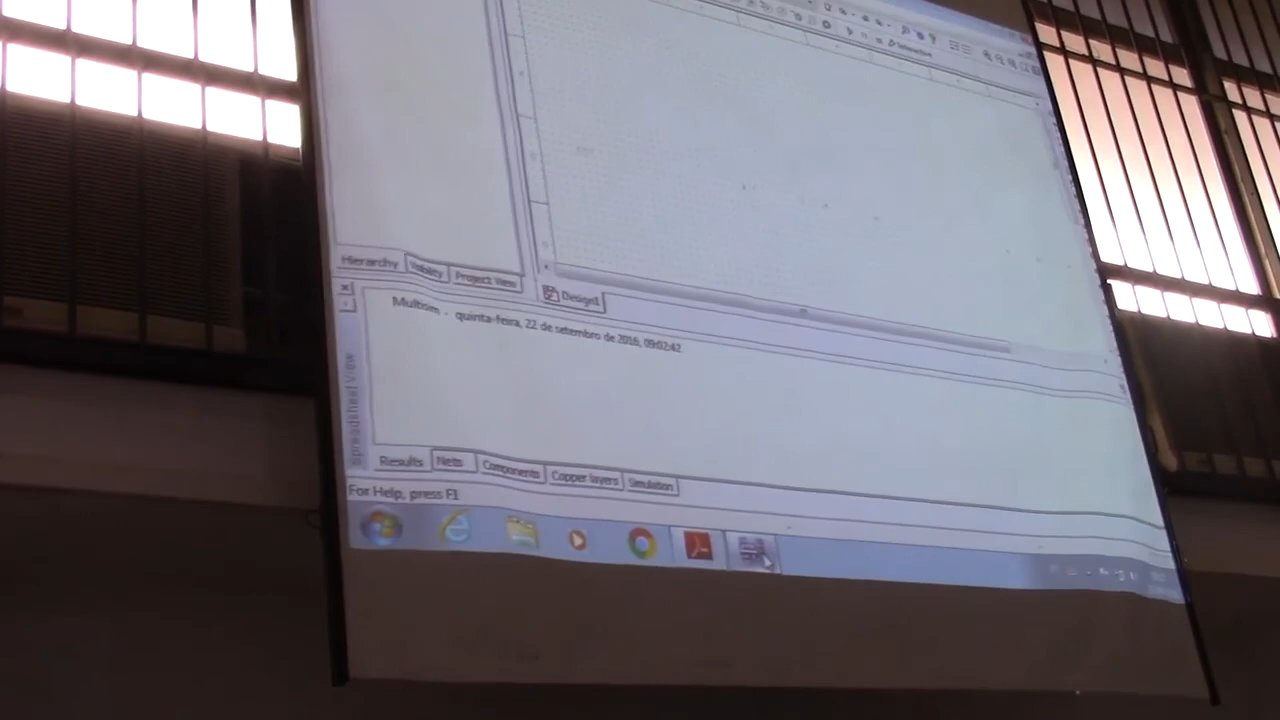 Interactive
Hierarchy Visibility Project View
Design1
Multisim - quinta-feira, 22 de setembro de 2016, 09:02:42
Spreadsheet View
Results Nets Components Copper layers Simulation
For Help, press F1